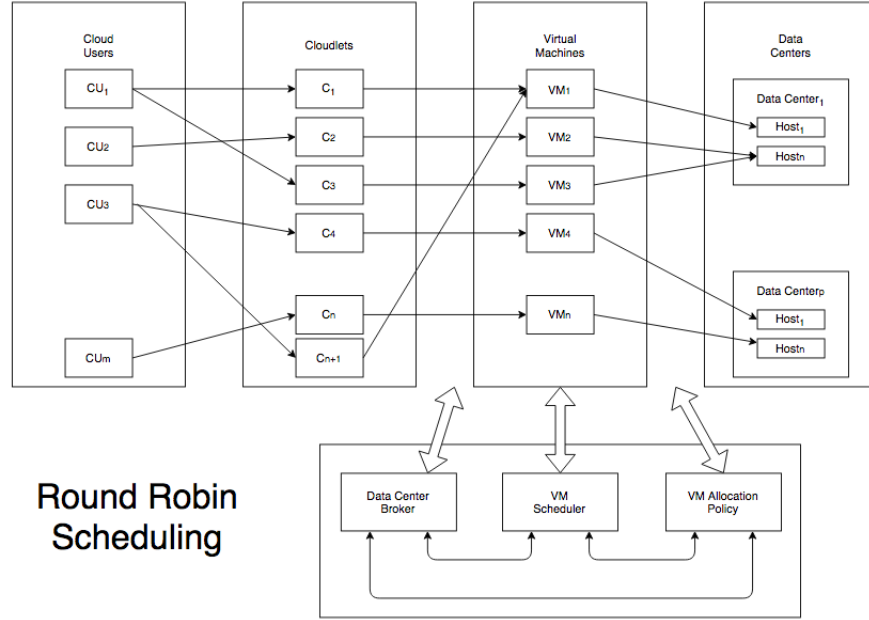 Cloud
Users
Cloudlets
Virtual
Machines
Data
Centers
CU₁
CU₂
CU₃
CUₘ
C₁
C₂
C₃
C₄
Cₙ
Cₙ₊₁
VM₁
VM₂
VM₃
VM₄
VMₙ
Data Center₁
Host₁
Hostₙ
Data Centerₚ
Host₁
Hostₙ
Round Robin
Scheduling
Data Center
Broker
VM
Scheduler
VM Allocation
Policy